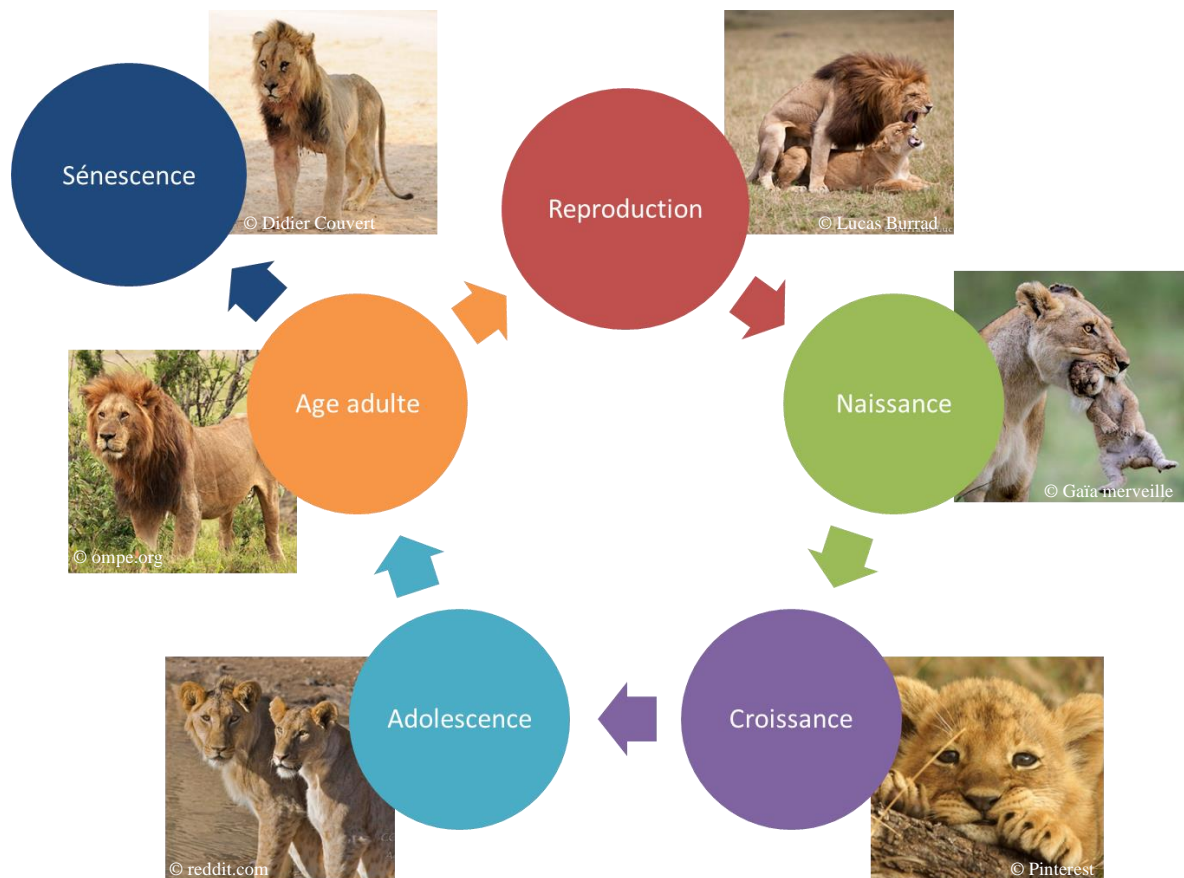 Sénescence
© Didier Couvert
Reproduction
© Lucas Burrad
Age adulte
© ompe.org
Naissance
© Gaïa merveille
Adolescence
© reddit.com
Croissance
© Pinterest